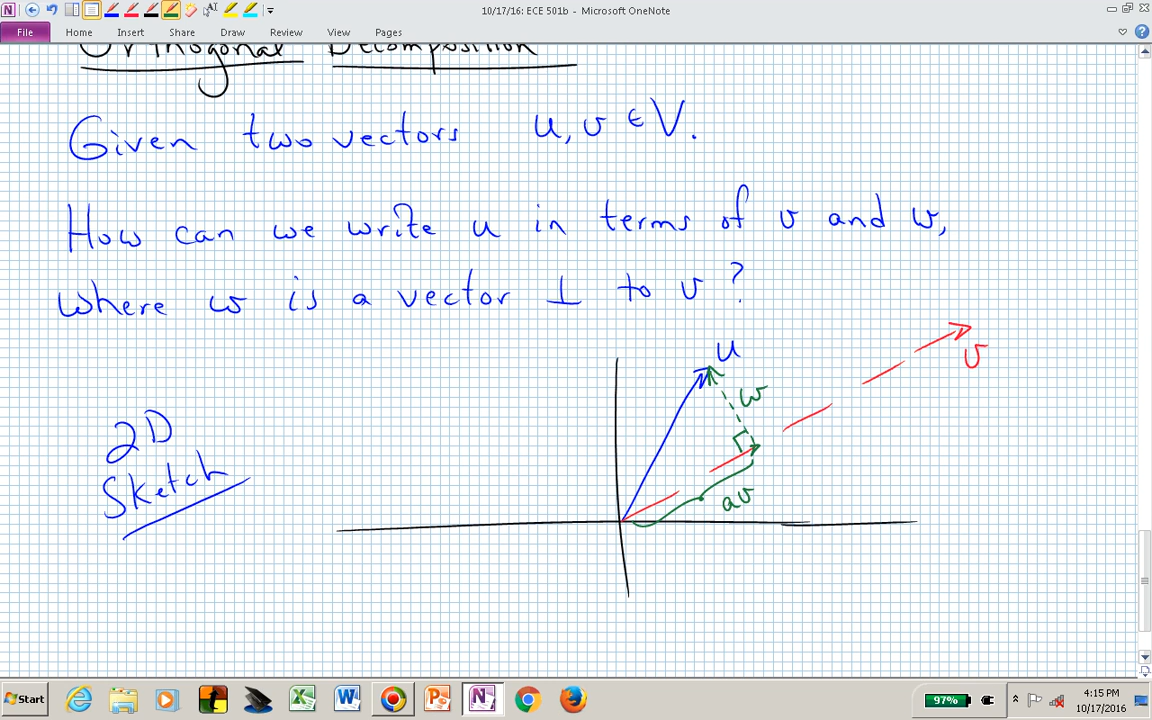 10/17/16: ECE 501b - Microsoft OneNote
File Home Insert Share Draw Review View Pages
Orthogonal Decomposition
Given two vectors u, v ∈ V.
How can we write u in terms of v and w,
where w is a vector ⊥ to v?
u
v
w
2D
Sketch
av
Start
97%
4:15 PM
10/17/2016